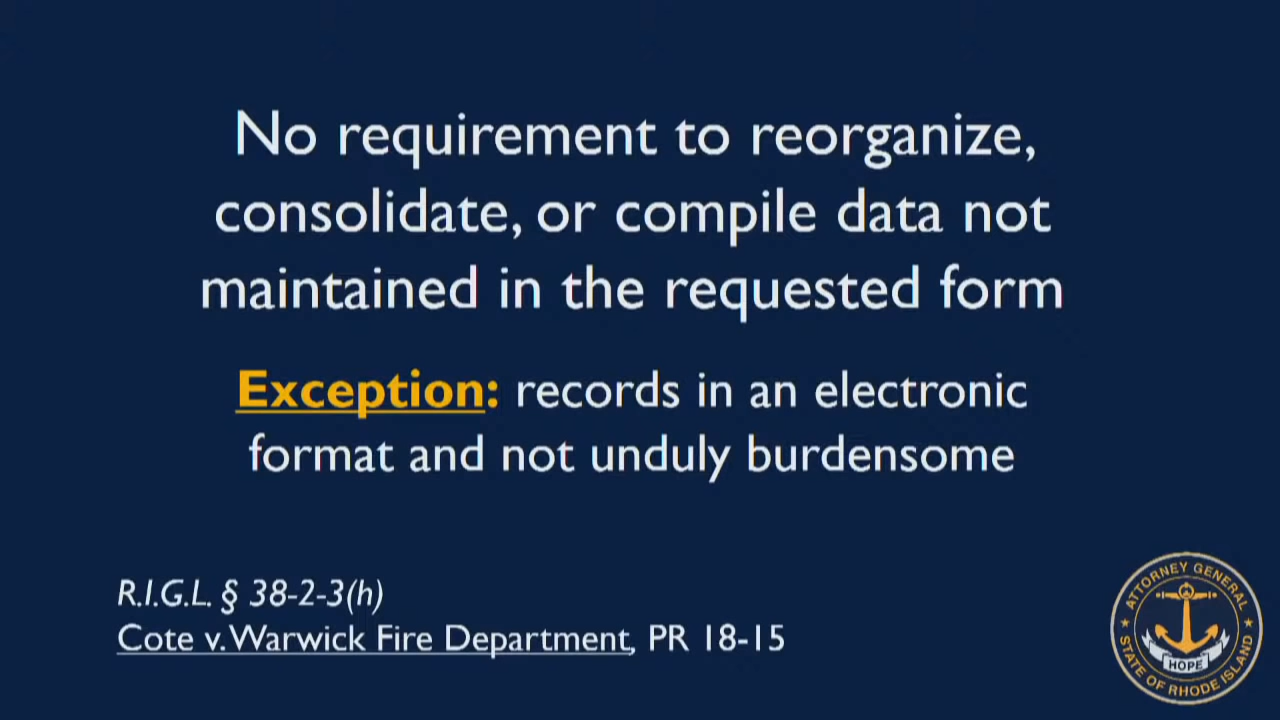 No requirement to reorganize,
consolidate, or compile data not
maintained in the requested form
Exception: records in an electronic
format and not unduly burdensome
R.I.G.L. § 38-2-3(h)
Cote v. Warwick Fire Department, PR 18-15
ATTORNEY GENERAL
HOPE
STATE OF RHODE ISLAND